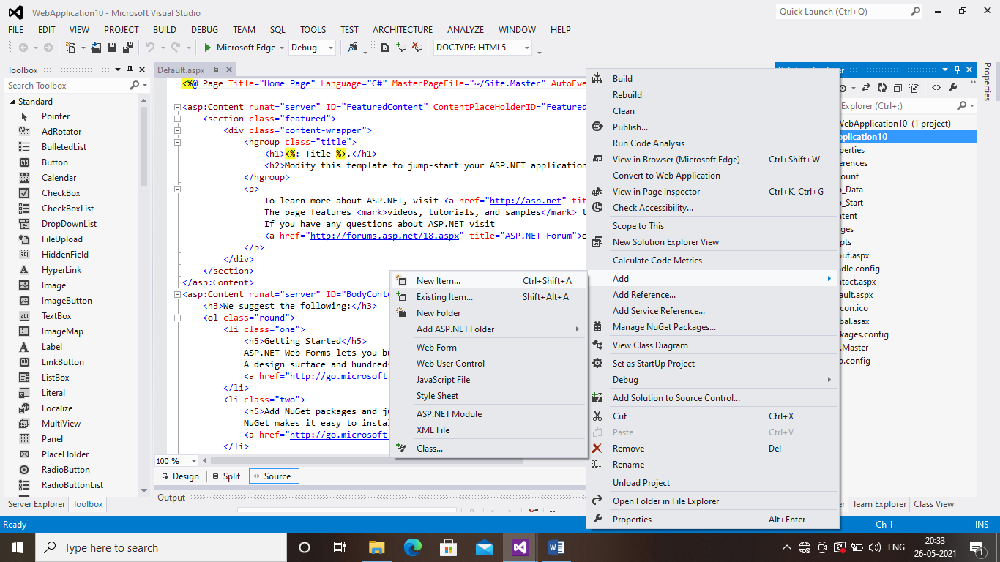 WebApplication10 - Microsoft Visual Studio
Quick Launch (Ctrl+Q)
FILE EDIT VIEW PROJECT BUILD DEBUG TEAM SQL TOOLS TEST ARCHITECTURE ANALYZE WINDOW HELP
Microsoft Edge Debug DOCTYPE: HTML5
Toolbox
Search Toolbox
Standard
Pointer
AdRotator
BulletedList
Button
Calendar
CheckBox
CheckBoxList
DropDownList
FileUpload
HiddenField
HyperLink
Image
ImageButton
TextBox
ImageMap
Label
LinkButton
ListBox
Literal
Localize
MultiView
Panel
PlaceHolder
RadioButton
RadioButtonList
Server Explorer Toolbox
Default.aspx
<%@ Page Title="Home Page" Language="C#" MasterPageFile="~/Site.Master" AutoEve
<asp:Content runat="server" ID="FeaturedContent" ContentPlaceHolderID="Featured
<section class="featured">
<div class="content-wrapper">
<hgroup class="title">
<h1><%: Title %>.</h1>
<h2>Modify this template to jump-start your ASP.NET application
</hgroup>
<p>
To learn more about ASP.NET, visit <a href="http://asp.net" tit
The page features <mark>videos, tutorials, and samples</mark> t
If you have any questions about ASP.NET visit
<a href="http://forums.asp.net/18.aspx" title="ASP.NET Forum">o
</p>
</div>
</section>
</asp:Content>
<asp:Content runat="server" ID="BodyConte
<h3>We suggest the following:</h3>
<ol class="round">
<li class="one">
<h5>Getting Started</h5>
ASP.NET Web Forms lets you bu
A design surface and hundreds
<a href="http://go.microsoft.
</li>
<li class="two">
<h5>Add NuGet packages and ju
NuGet makes it easy to instal
<a href="http://go.microsoft.
</li>
100 %
Design Split Source
Output
New Item... Ctrl+Shift+A
Existing Item... Shift+Alt+A
New Folder
Add ASP.NET Folder
Web Form
Web User Control
JavaScript File
Style Sheet
ASP.NET Module
XML File
Class...
Build
Rebuild
Clean
Publish...
Run Code Analysis
View in Browser (Microsoft Edge) Ctrl+Shift+W
Convert to Web Application
View in Page Inspector Ctrl+K, Ctrl+G
Check Accessibility...
Scope to This
New Solution Explorer View
Calculate Code Metrics
Add
Add Reference...
Add Service Reference...
Manage NuGet Packages...
View Class Diagram
Set as StartUp Project
Debug
Add Solution to Source Control...
Cut Ctrl+X
Paste Ctrl+V
Remove Del
Rename
Unload Project
Open Folder in File Explorer
Properties Alt+Enter
Explorer (Ctrl+;)
WebApplication10' (1 project)
pplication10
perties
erences
ount
p_Data
p_Start
ntent
ges
ipts
out.aspx
ndle.config
ntact.aspx
fault.aspx
icon.ico
bal.asax
kages.config
.Master
b.config
er Team Explorer Class View
Properties
Ready Ch 1 INS
Type here to search
ENG
20:33
26-05-2021
1